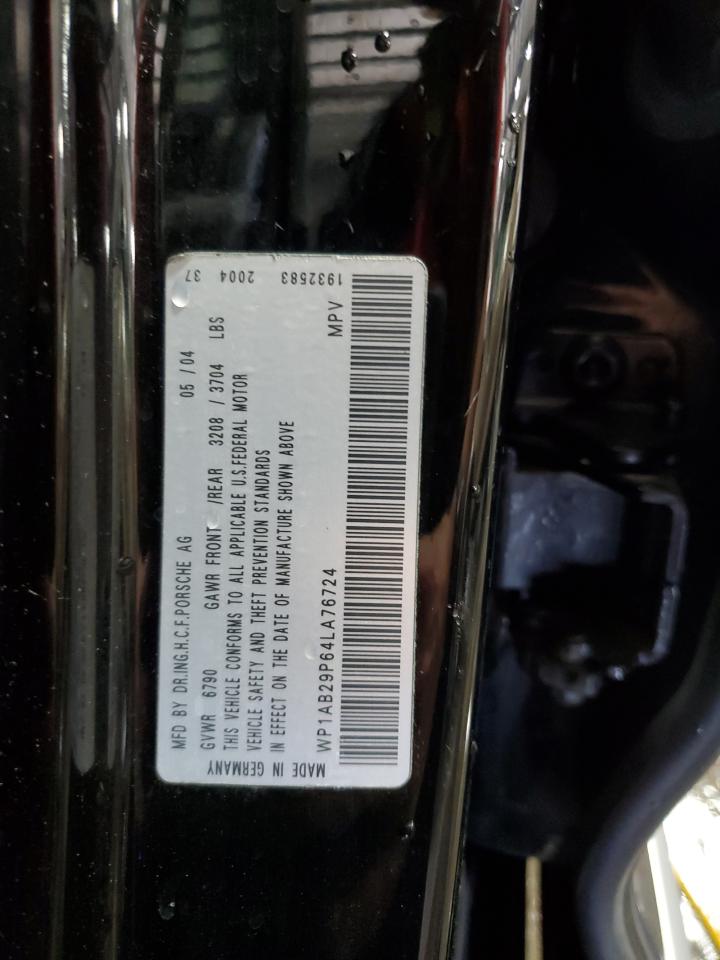 MFD BY DR.ING.H.C.F.PORSCHE AG 05/04
GVWR 6790 GAWR FRONT /REAR 3208 / 3704 LBS
THIS VEHICLE CONFORMS TO ALL APPLICABLE U.S.FEDERAL MOTOR
VEHICLE SAFETY AND THEFT PREVENTION STANDARDS
IN EFFECT ON THE DATE OF MANUFACTURE SHOWN ABOVE
WP1AB29P64LA76724 MPV
MADE IN GERMANY
37
2004
1932583